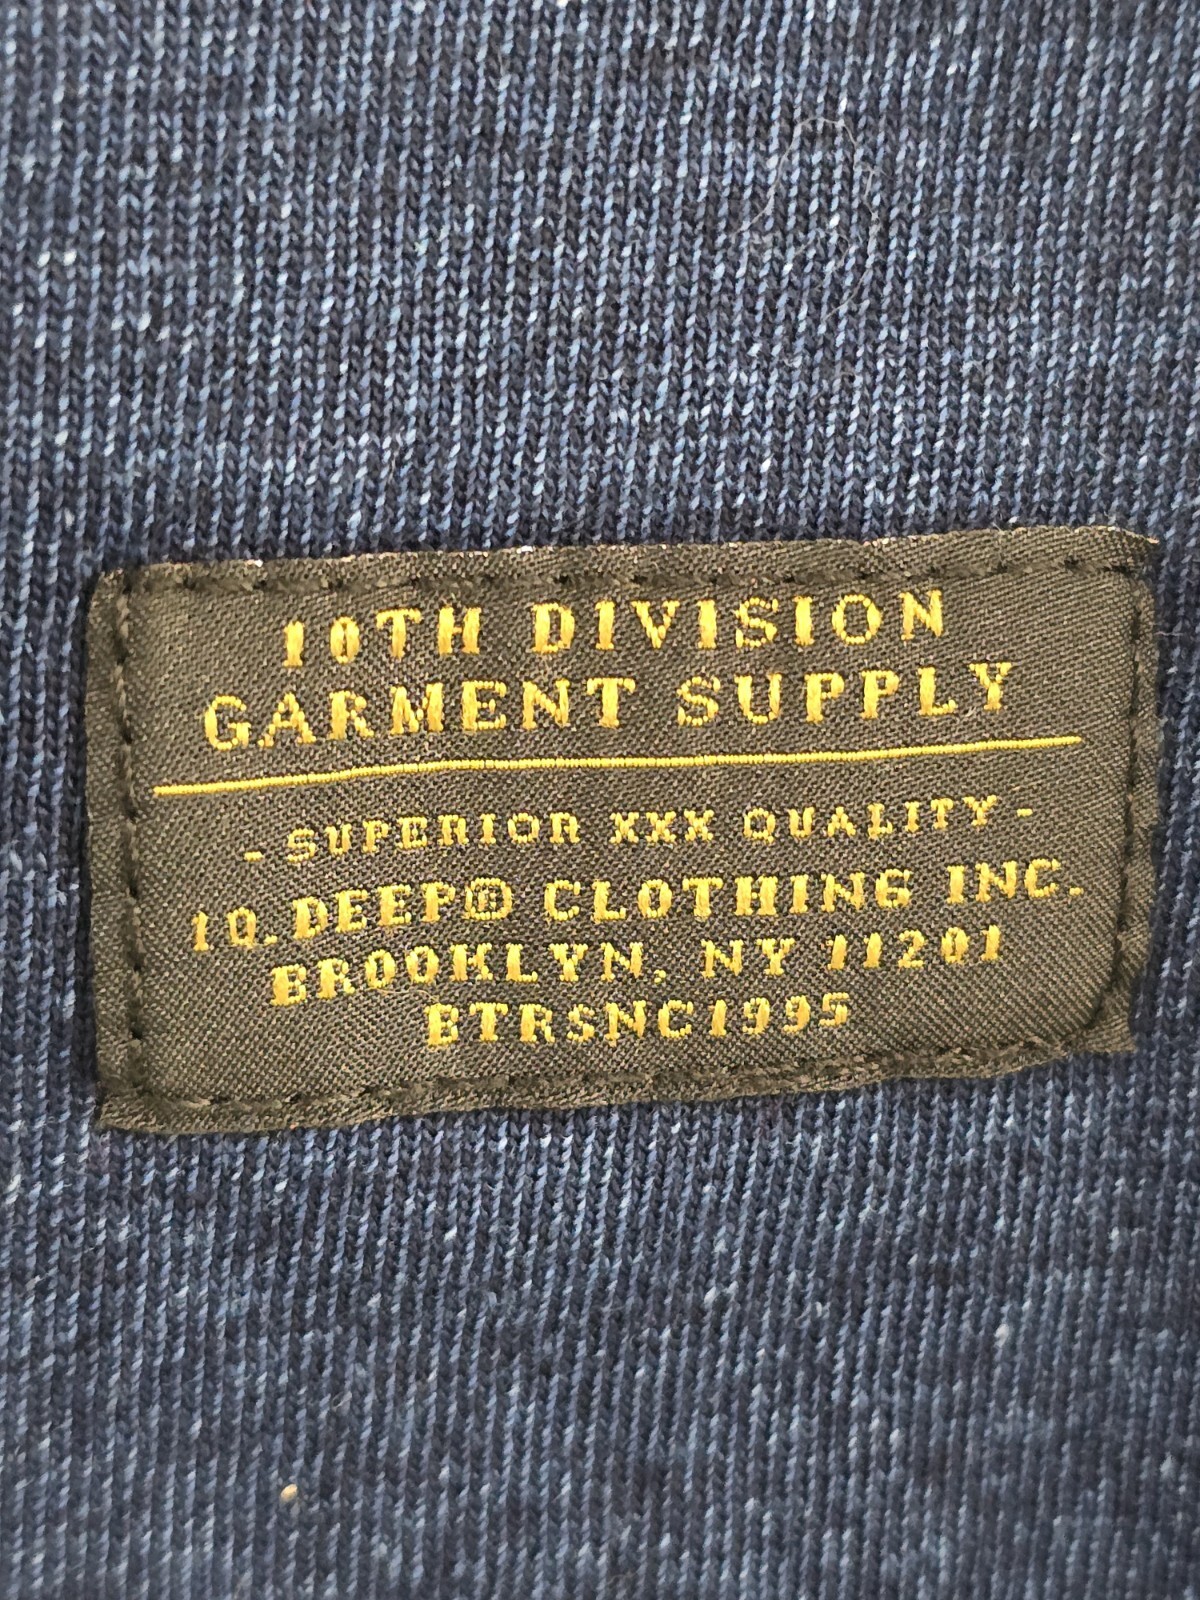 10TH DIVISION
GARMENT SUPPLY
- SUPERIOR XXX QUALITY -
10.DEEP® CLOTHING INC.
BROOKLYN, NY 11201
BTRSNC1995